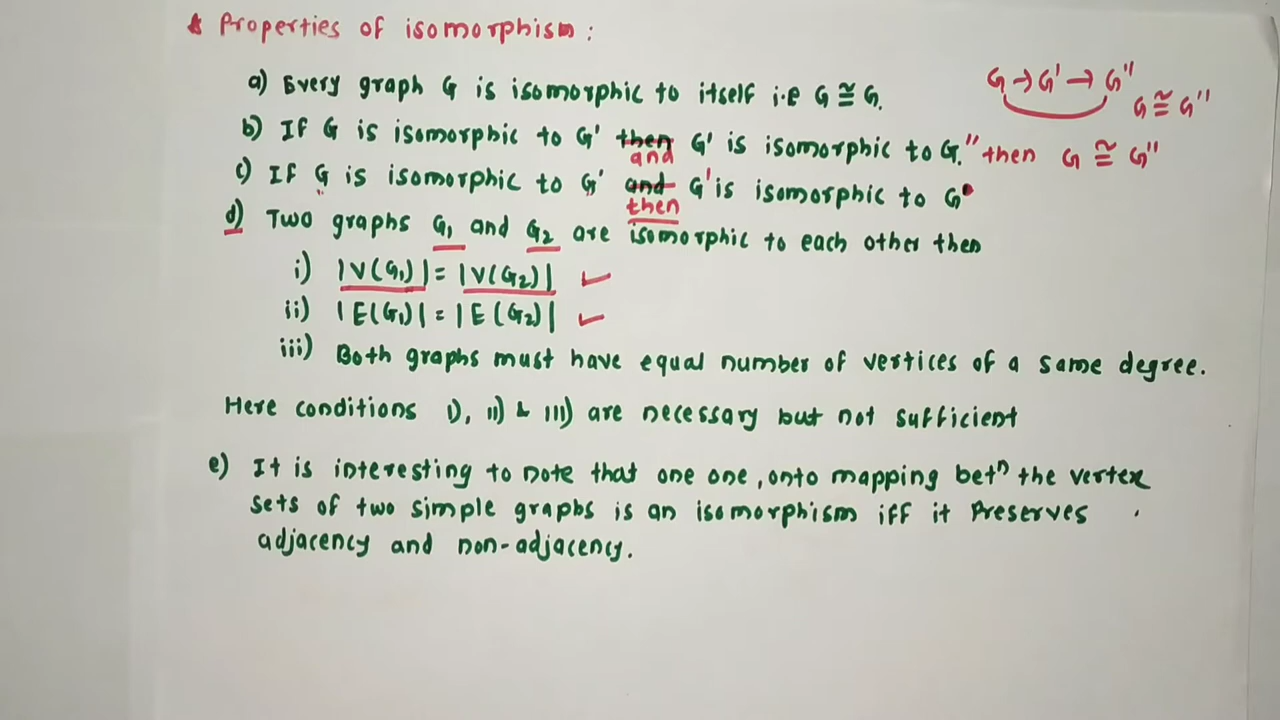 * Properties of isomorphism :
a) Every graph G is isomorphic to itself i.e G ≅ G.
G → G' → G''
G ≅ G''
b) If G is isomorphic to G' then and G' is isomorphic to G.'' then G ≅ G''
c) If G is isomorphic to G' and then G' is isomorphic to G
d) Two graphs G₁ and G₂ are isomorphic to each other then
i) |V(G₁)| = |V(G₂)| ✓
ii) |E(G₁)| = |E(G₂)| ✓
iii) Both graphs must have equal number of vertices of a same degree.
Here conditions i), ii) & iii) are necessary but not sufficient
e) It is interesting to note that one one, onto mapping betⁿ the vertex
sets of two simple graphs is an isomorphism iff it preserves
adjacency and non-adjacency.